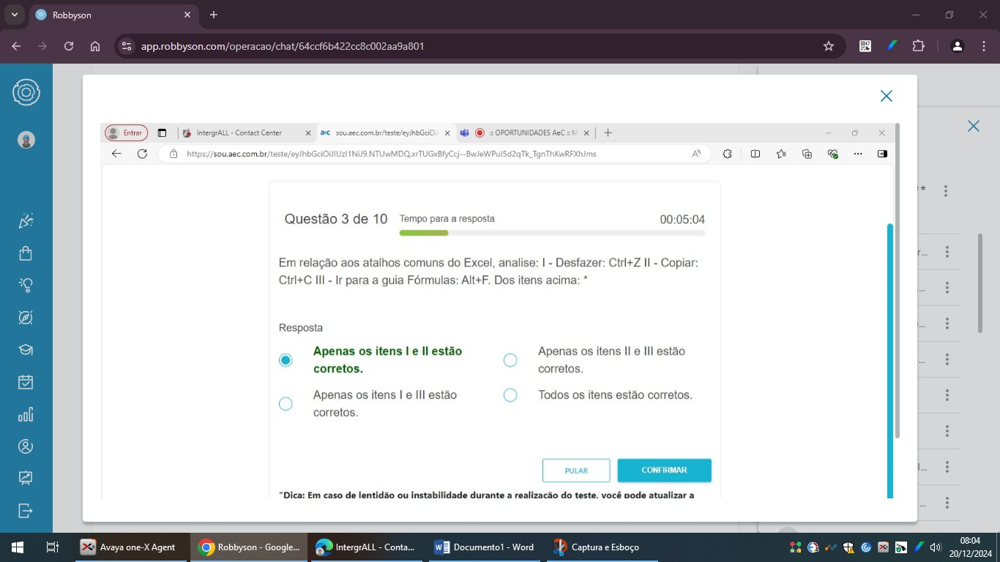 Robbyson
app.robbyson.com/operacao/chat/64ccf6b422cc8c002aa9a801
Entrar
IntergrALL - Contact Center
aec
sou.aec.com.br/teste/eyJhbGciOiJ
:: OPORTUNIDADES AeC :: M
https://sou.aec.com.br/teste/eyJhbGciOiJIUzI1NiJ9.NTUwMDQ.xrTUGxBfyCcj--BwJeWPuI5d2qTk_TgnThKwRFXhJms
Questão 3 de 10
Tempo para a resposta
00:05:04
Em relação aos atalhos comuns do Excel, analise: I - Desfazer: Ctrl+Z II - Copiar:
Ctrl+C III - Ir para a guia Fórmulas: Alt+F. Dos itens acima: *
Resposta
Apenas os itens I e II estão
corretos.
Apenas os itens II e III estão
corretos.
Apenas os itens I e III estão
corretos.
Todos os itens estão corretos.
PULAR
CONFIRMAR
"Dica: Em caso de lentidão ou instabilidade durante a realização do teste, você pode atualizar a
Avaya one-X Agent
Robbyson - Google...
IntergrALL - Conta...
Documento1 - Word
Captura e Esboço
08:04
20/12/2024